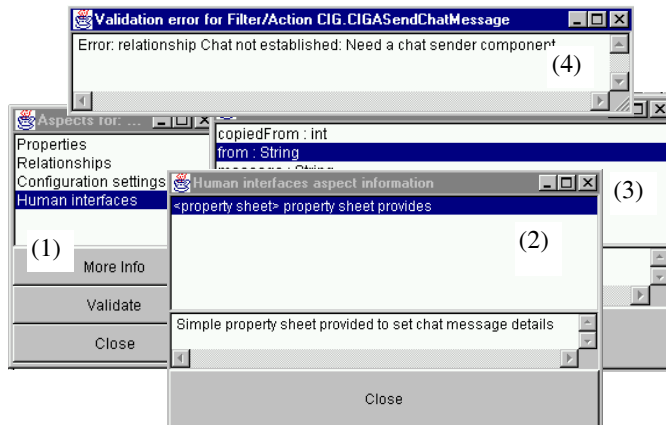 Validation error for Filter/Action CIG.CIGASendChatMessage
Error: relationship Chat not established: Need a chat sender component
(4)
Aspects for: ...
Properties
Relationships
Configuration settings
Human interfaces
(1)
More Info
Validate
Close
copiedFrom : int
from : String
message : String
(3)
Human interfaces aspect information
<property sheet> property sheet provides
(2)
Simple property sheet provided to set chat message details
Close